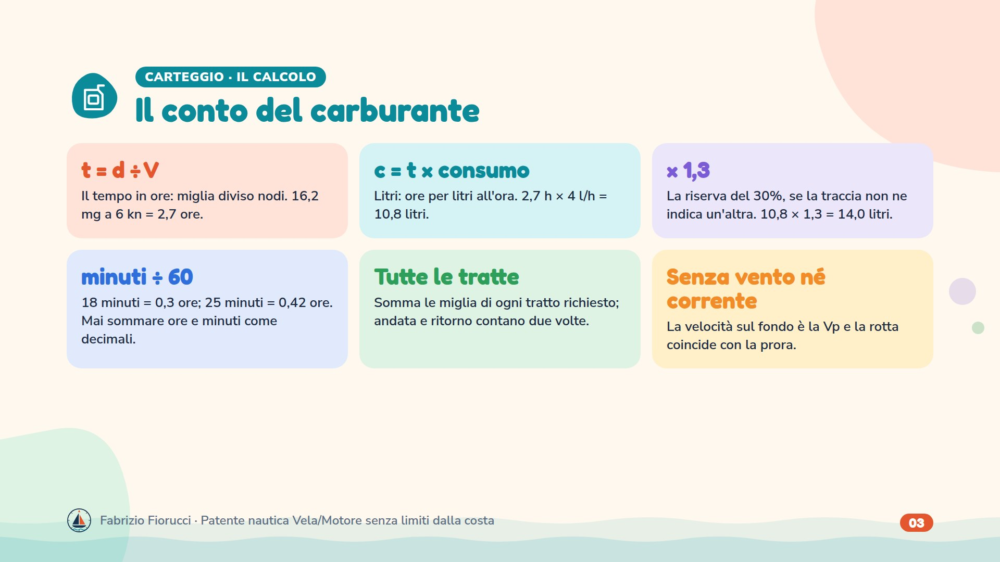 CARTEGGIO · IL CALCOLO
Il conto del carburante
t = d ÷ V
Il tempo in ore: miglia diviso nodi. 16,2
mg a 6 kn = 2,7 ore.
c = t × consumo
Litri: ore per litri all'ora. 2,7 h × 4 l/h =
10,8 litri.
× 1,3
La riserva del 30%, se la traccia non ne
indica un'altra. 10,8 × 1,3 = 14,0 litri.
minuti ÷ 60
18 minuti = 0,3 ore; 25 minuti = 0,42 ore.
Mai sommare ore e minuti come
decimali.
Tutte le tratte
Somma le miglia di ogni tratto richiesto;
andata e ritorno contano due volte.
Senza vento né
corrente
La velocità sul fondo è la Vp e la rotta
coincide con la prora.
Fabrizio Fiorucci · Patente nautica Vela/Motore senza limiti dalla costa
03